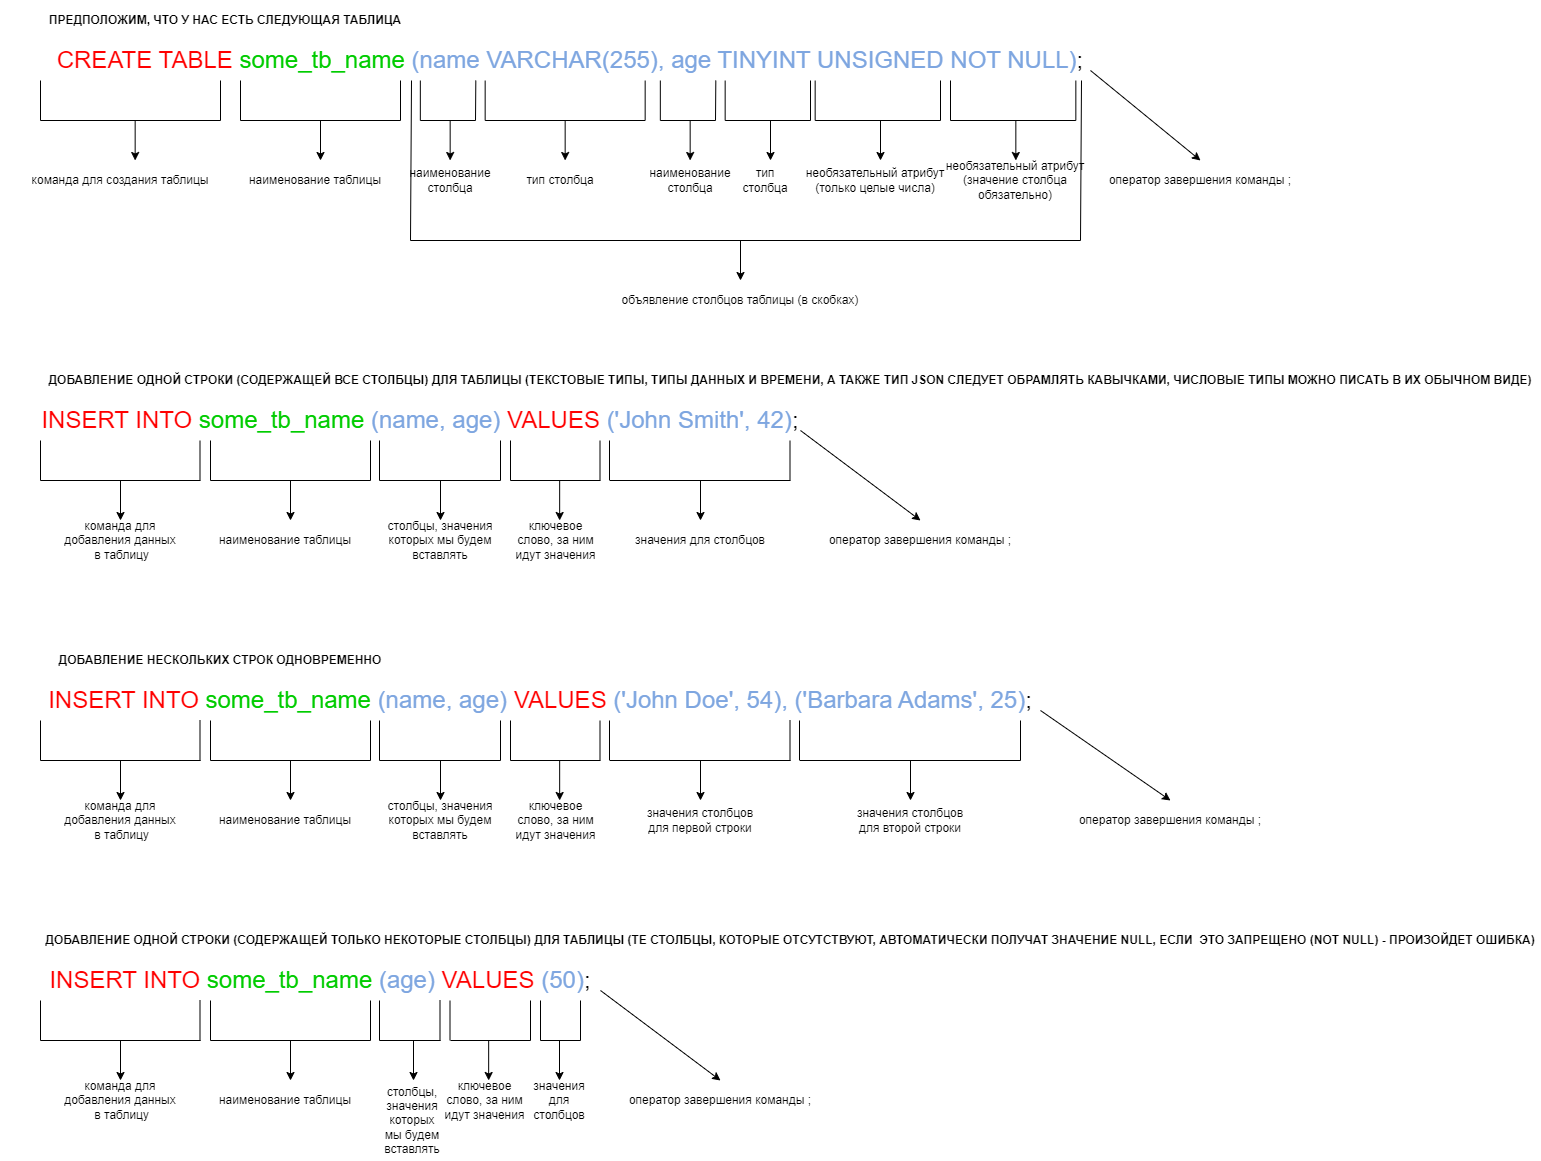 ПРЕДПОЛОЖИМ, ЧТО У НАС ЕСТЬ СЛЕДУЮЩАЯ ТАБЛИЦА
CREATE TABLE some_tb_name (name VARCHAR(255), age TINYINT UNSIGNED NOT NULL);
команда для создания таблицы
наименование таблицы
наименование
столбца
тип столбца
наименование
столбца
тип
столбца
необязательный атрибут
(только целые числа)
необязательный атрибут
(значение столбца
обязательно)
оператор завершения команды ;
объявление столбцов таблицы (в скобках)
ДОБАВЛЕНИЕ ОДНОЙ СТРОКИ (СОДЕРЖАЩЕЙ ВСЕ СТОЛБЦЫ) ДЛЯ ТАБЛИЦЫ (ТЕКСТОВЫЕ ТИПЫ, ТИПЫ ДАННЫХ И ВРЕМЕНИ, А ТАКЖЕ ТИП JSON СЛЕДУЕТ ОБРАМЛЯТЬ КАВЫЧКАМИ, ЧИСЛОВЫЕ ТИПЫ МОЖНО ПИСАТЬ В ИХ ОБЫЧНОМ ВИДЕ)
INSERT INTO some_tb_name (name, age) VALUES ('John Smith', 42);
команда для
добавления данных
в таблицу
наименование таблицы
столбцы, значения
которых мы будем
вставлять
ключевое
слово, за ним
идут значения
значения для столбцов
оператор завершения команды ;
ДОБАВЛЕНИЕ НЕСКОЛЬКИХ СТРОК ОДНОВРЕМЕННО
INSERT INTO some_tb_name (name, age) VALUES ('John Doe', 54), ('Barbara Adams', 25);
команда для
добавления данных
в таблицу
наименование таблицы
столбцы, значения
которых мы будем
вставлять
ключевое
слово, за ним
идут значения
значения столбцов
для первой строки
значения столбцов
для второй строки
оператор завершения команды ;
ДОБАВЛЕНИЕ ОДНОЙ СТРОКИ (СОДЕРЖАЩЕЙ ТОЛЬКО НЕКОТОРЫЕ СТОЛБЦЫ) ДЛЯ ТАБЛИЦЫ (ТЕ СТОЛБЦЫ, КОТОРЫЕ ОТСУТСТВУЮТ, АВТОМАТИЧЕСКИ ПОЛУЧАТ ЗНАЧЕНИЕ NULL, ЕСЛИ  ЭТО ЗАПРЕЩЕНО (NOT NULL) - ПРОИЗОЙДЕТ ОШИБКА)
INSERT INTO some_tb_name (age) VALUES (50);
команда для
добавления данных
в таблицу
наименование таблицы
столбцы,
значения
которых
мы будем
вставлять
ключевое
слово, за ним
идут значения
значения
для
столбцов
оператор завершения команды ;